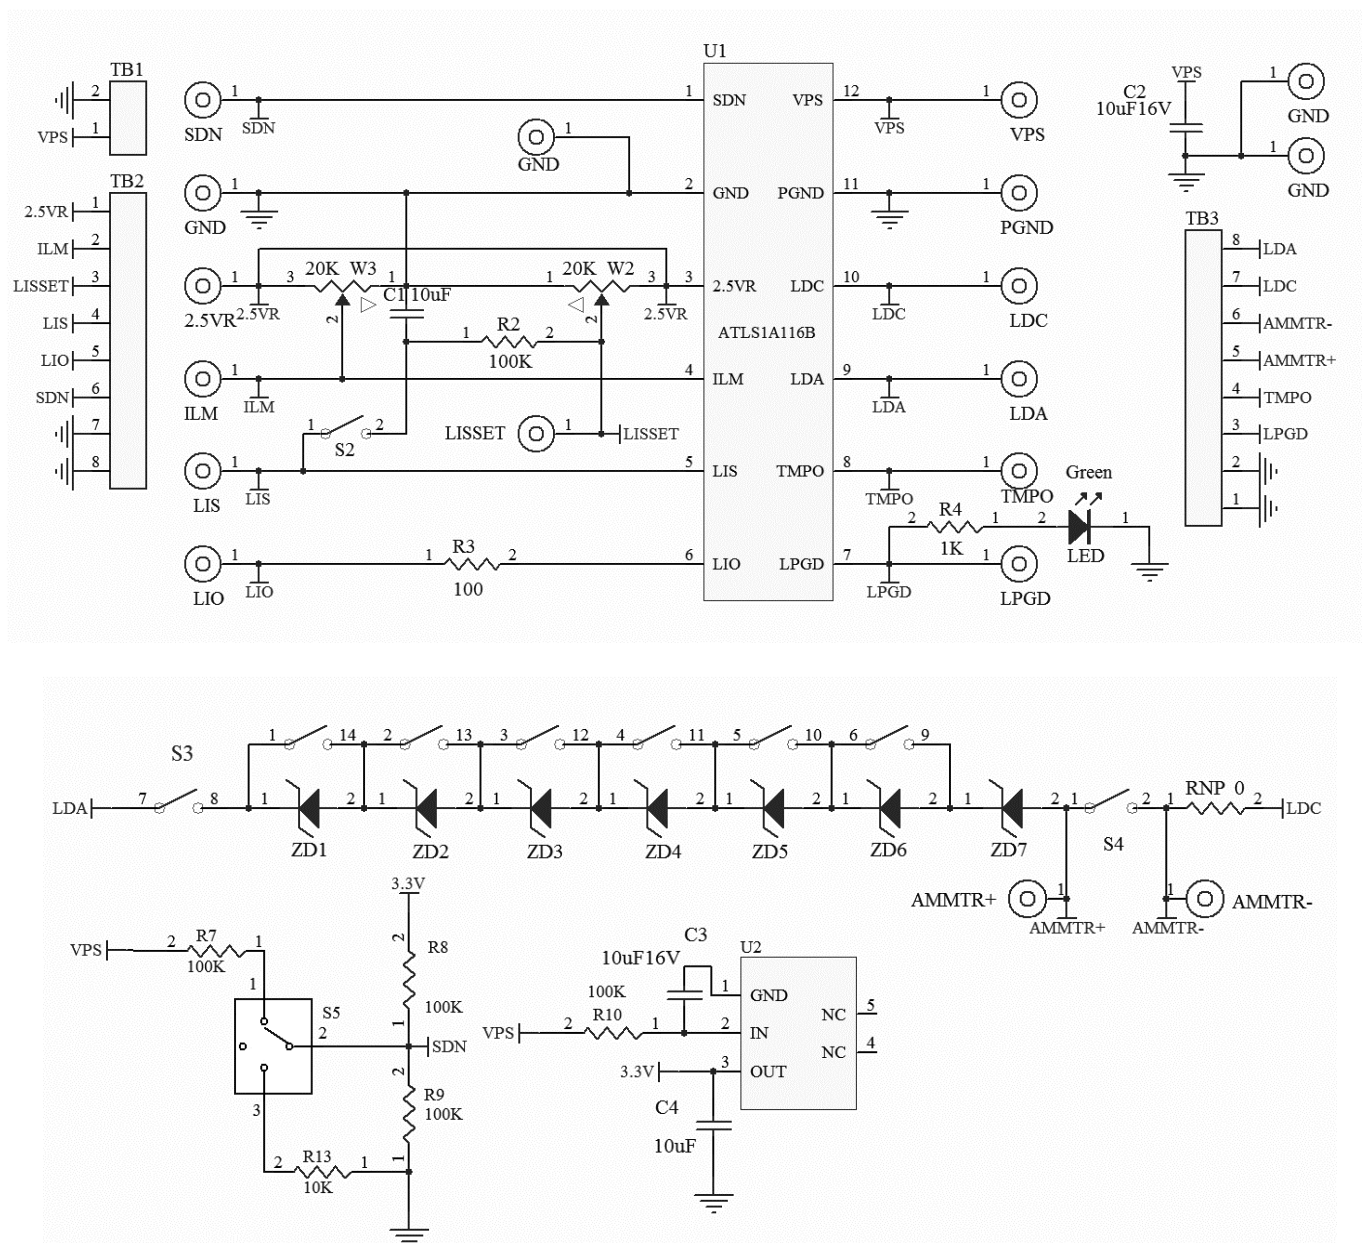 U1
TB1
2
VPS 1
TB2
2.5VR 1
ILM 2
LISSET 3
LIS 4
LIO 5
SDN 6
7
8
1 SDN SDN
1 GND
1 GND
1 2.5VR 2.5VR
3 20K W3 1
2
C1 10uF
1 20K W2 3
2
2.5VR
1 R2 2
100K
1 ILM ILM
1 S2 2
LISSET 1 LISSET
1 LIS LIS
1 LIO LIO
1 R3 2
100
1 SDN VPS 12
2 GND PGND 11
3 2.5VR LDC 10
ATLS1A116B
4 ILM LDA 9
5 LIS TMPO 8
6 LIO LPGD 7
VPS 1 VPS
1 PGND
LDC 1 LDC
LDA 1 LDA
TMPO 1 TMPO
Green
2 R4 1
1K
2 LED 1
LPGD 1 LPGD
VPS
C2
10uF16V
1 GND
1 GND
TB3
8 LDA
7 LDC
6 AMMTR-
5 AMMTR+
4 TMPO
3 LPGD
2
1
1 14 2 13 3 12 4 11 5 10 6 9
S3
LDA 7 8 1 2 1 2 1 2 1 2 1 2 1 2 1 2 1 2 1 RNP 0 2 LDC
ZD1 ZD2 ZD3 ZD4 ZD5 ZD6 ZD7 S4
AMMTR+ 1 1 AMMTR-
AMMTR+ AMMTR-
3.3V
VPS 2 R7 1
100K
2 R8
100K
1
1
S5
2
SDN
3
2 R9
100K
1
2 R13 1
10K
C3
10uF16V
U2
VPS 2 100K
R10 1
1 GND
2 IN
3 OUT
NC 5
NC 4
3.3V
C4
10uF